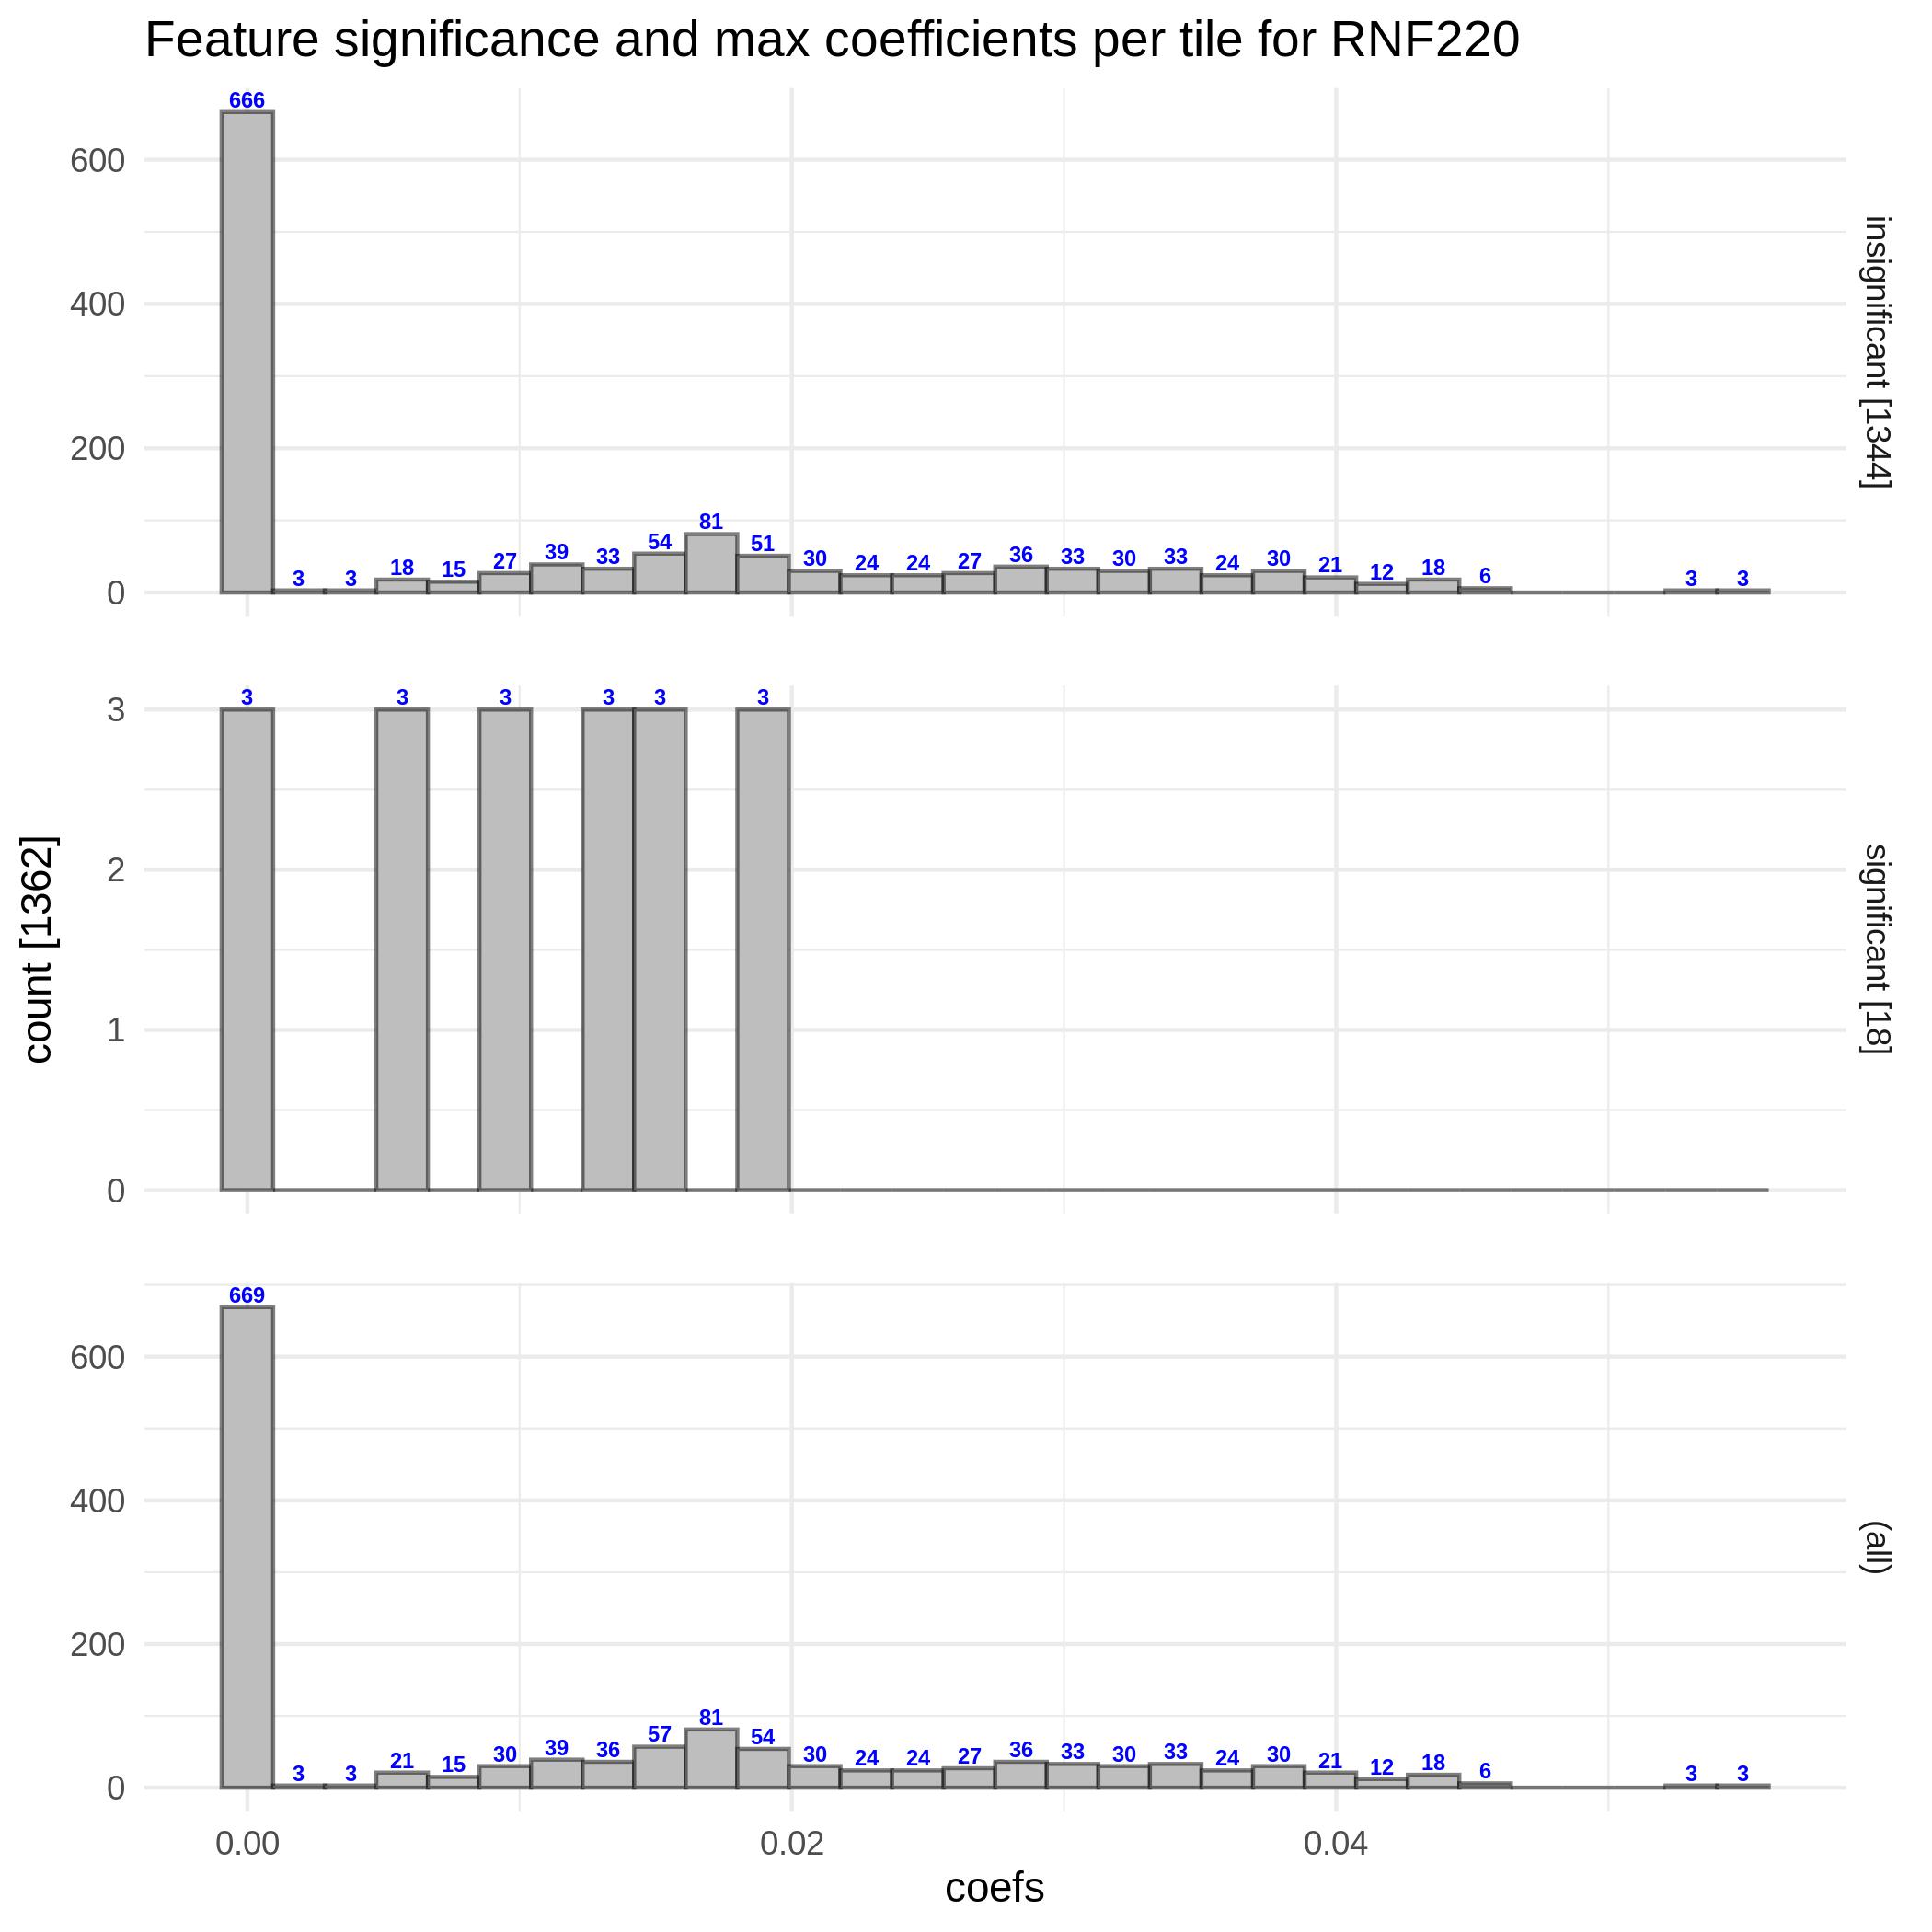 Feature significance and max coefficients per tile for RNF220
666
600
400
200
0
3 3 18 15 27 39 33 54 81 51 30 24 24 27 36 33 30 33 24 30 21 12 18 6 3 3
insignificant [1344]
3 3 3 3 3 3
3
2
1
0
significant [18]
count [1362]
669
600
400
200
0
3 3 21 15 30 39 36 57 81 54 30 24 24 27 36 33 30 33 24 30 21 12 18 6 3 3
(all)
0.00 0.02 0.04
coefs